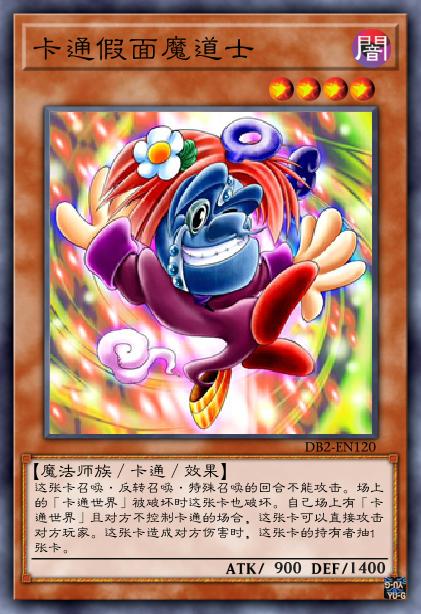 卡通假面魔道士
闇
DB2-EN120
【魔法师族／卡通／效果】
这张卡召唤·反转召唤·特殊召唤的回合不能攻击。场上
的「卡通世界」被破坏时这张卡也破坏。自己场上有「卡
通世界」且对方不控制卡通的场合，这张卡可以直接攻击
对方玩家。这张卡造成对方伤害时，这张卡的持有者抽1
张卡。
ATK/ 900 DEF/1400